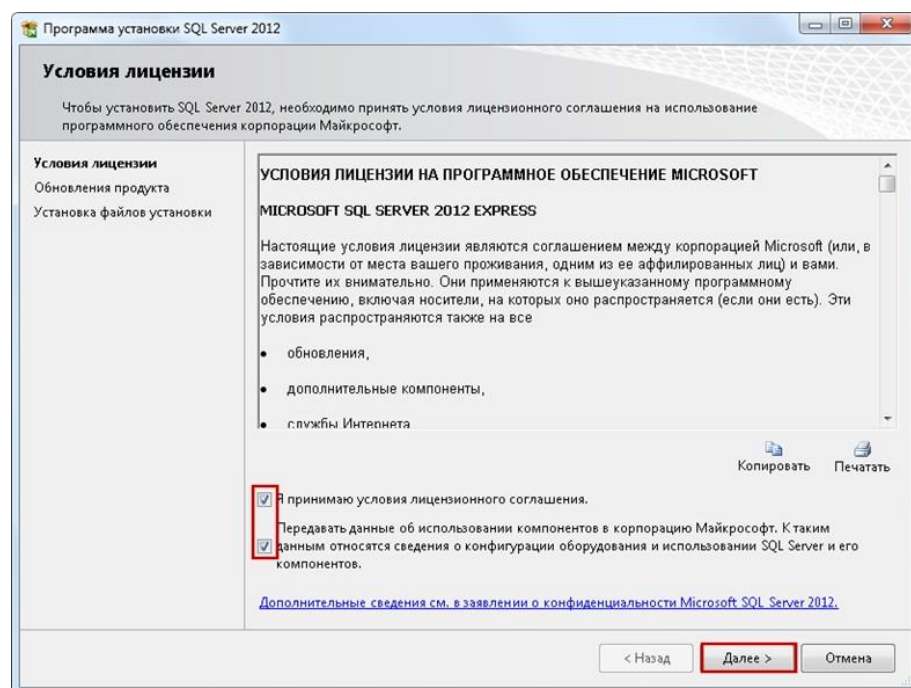 Программа установки SQL Server 2012
Условия лицензии
Чтобы установить SQL Server 2012, необходимо принять условия лицензионного соглашения на использование
программного обеспечения корпорации Майкрософт.
Условия лицензии
Обновления продукта
Установка файлов установки
УСЛОВИЯ ЛИЦЕНЗИИ НА ПРОГРАММНОЕ ОБЕСПЕЧЕНИЕ MICROSOFT
MICROSOFT SQL SERVER 2012 EXPRESS
Настоящие условия лицензии являются соглашением между корпорацией Microsoft (или, в
зависимости от места вашего проживания, одним из ее аффилированных лиц) и вами.
Прочтите их внимательно. Они применяются к вышеуказанному программному
обеспечению, включая носители, на которых оно распространяется (если они есть). Эти
условия распространяются также на все
• обновления,
• дополнительные компоненты,
• службы Интернета
Копировать Печатать
Я принимаю условия лицензионного соглашения.
Передавать данные об использовании компонентов в корпорацию Майкрософт. К таким
данным относятся сведения о конфигурации оборудования и использовании SQL Server и его
компонентов.
Дополнительные сведения см. в заявлении о конфиденциальности Microsoft SQL Server 2012.
< Назад Далее > Отмена